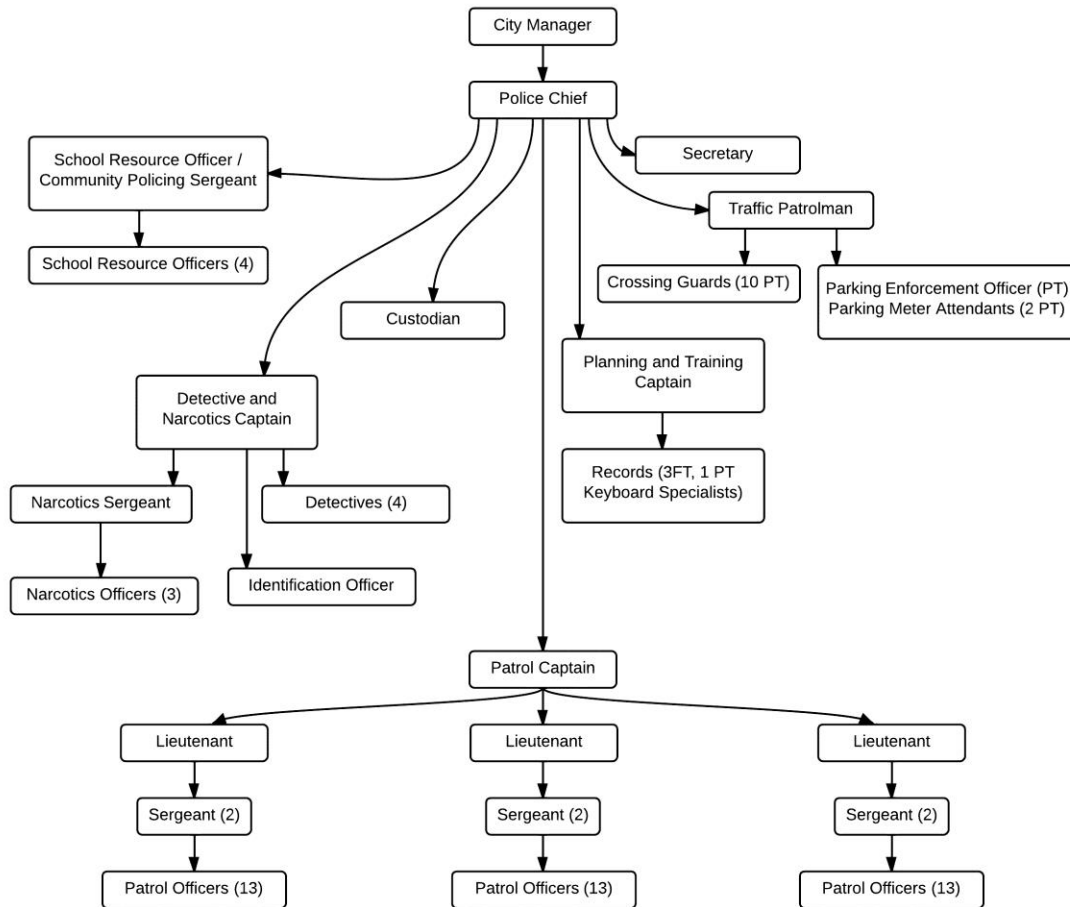 City Manager
Police Chief
School Resource Officer /
Community Policing Sergeant
Secretary
Traffic Patrolman
School Resource Officers (4)
Crossing Guards (10 PT)
Parking Enforcement Officer (PT)
Parking Meter Attendants (2 PT)
Custodian
Planning and Training
Captain
Detective and
Narcotics Captain
Records (3FT, 1 PT
Keyboard Specialists)
Narcotics Sergeant
Detectives (4)
Identification Officer
Narcotics Officers (3)
Patrol Captain
Lieutenant
Lieutenant
Lieutenant
Sergeant (2)
Sergeant (2)
Sergeant (2)
Patrol Officers (13)
Patrol Officers (13)
Patrol Officers (13)